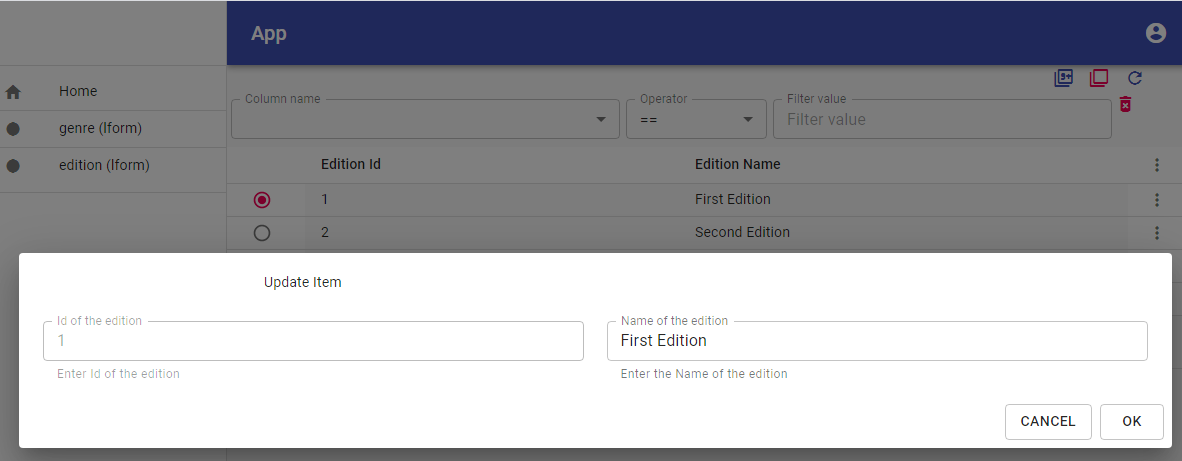 App
Home
genre (lform)
edition (lform)
9+
Column name
Operator
==
Filter value
Filter value
Edition Id Edition Name
1 First Edition
2 Second Edition
Update Item
Id of the edition
1
Enter Id of the edition
Name of the edition
First Edition
Enter the Name of the edition
CANCEL OK